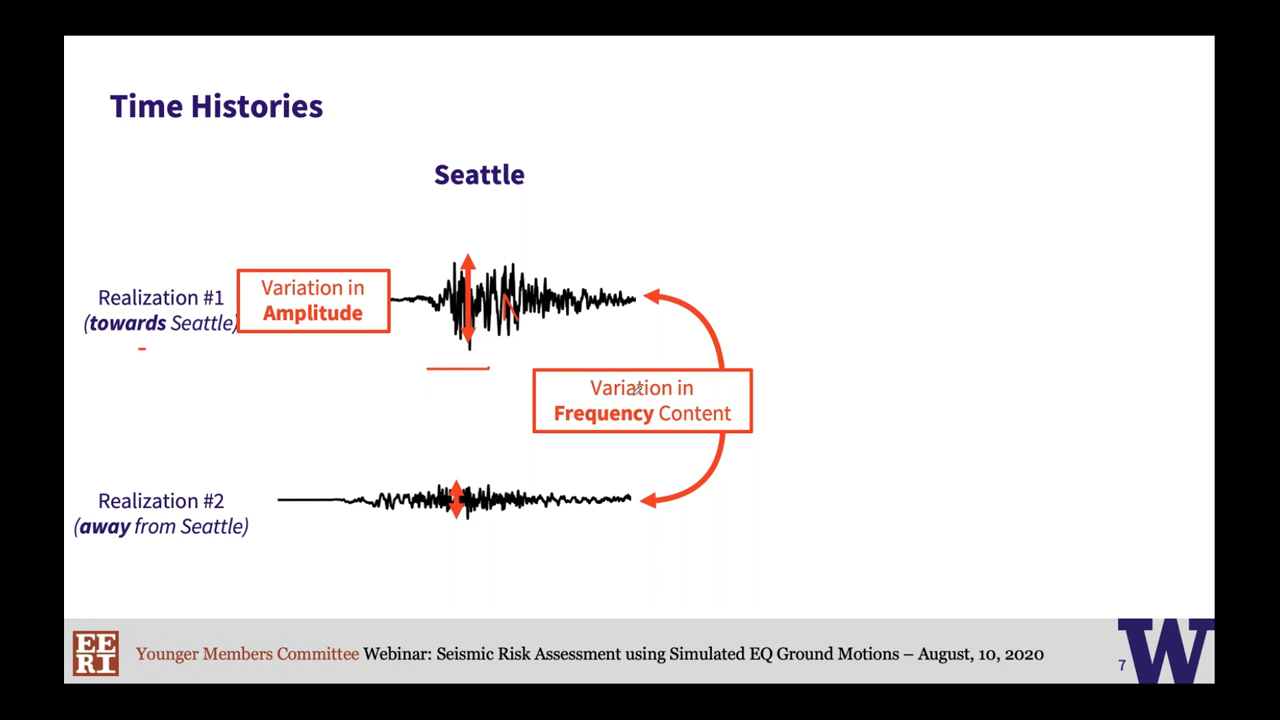 Time Histories
Seattle
Realization #1
(towards Seattle)
Variation in
Amplitude
Variation in
Frequency Content
Realization #2
(away from Seattle)
EE
RI
Younger Members Committee Webinar: Seismic Risk Assessment using Simulated EQ Ground Motions – August, 10, 2020
7
W